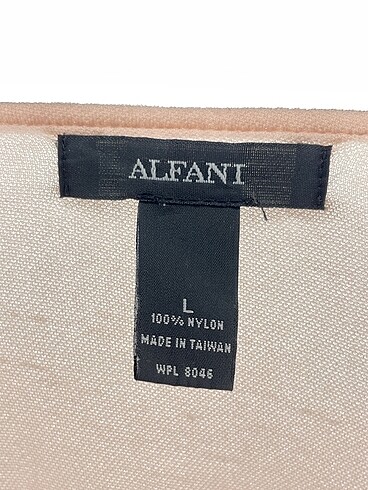 ALFANI
L
100% NYLON
MADE IN TAIWAN
WPL 8046